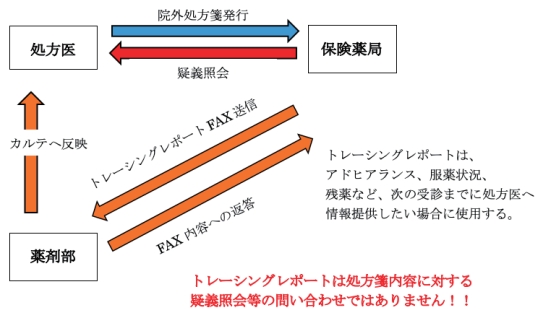 院外処方箋発行
処方医
保険薬局
疑義照会
カルテへ反映
トレーシングレポートFAX送信
FAX内容への返答
トレーシングレポートは、
アドヒアランス、服薬状況、
残薬など、次の受診までに処方医へ
情報提供したい場合に使用する。
薬剤部
トレーシングレポートは処方箋内容に対する
疑義照会等の問い合わせではありません！！